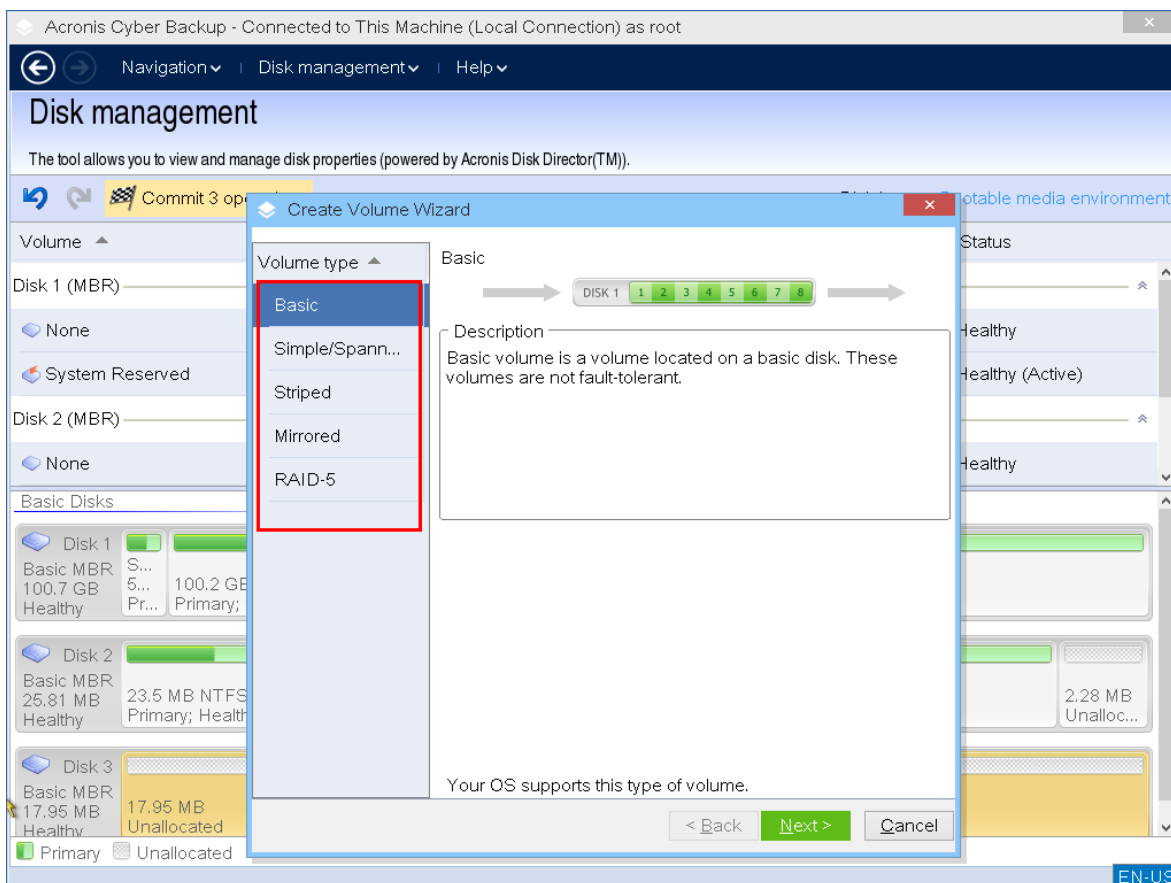 Acronis Cyber Backup - Connected to This Machine (Local Connection) as root
Navigation Disk management Help
Disk management
The tool allows you to view and manage disk properties (powered by Acronis Disk Director(TM)).
Commit 3 op
otable media environment
Volume
Status
Disk 1 (MBR)
None
Healthy
System Reserved
Healthy (Active)
Disk 2 (MBR)
None
Healthy
Basic Disks
Disk 1
Basic MBR
100.7 GB
Healthy
S...
5...
Pr...
100.2 GB
Primary;
Disk 2
Basic MBR
25.81 MB
Healthy
23.5 MB NTFS
Primary; Health
2.28 MB
Unalloc...
Disk 3
Basic MBR
17.95 MB
Healthy
17.95 MB
Unallocated
Primary Unallocated
EN-US
Create Volume Wizard
Volume type
Basic
Simple/Spann...
Striped
Mirrored
RAID-5
Basic
DISK 1 1 2 3 4 5 6 7 8
Description
Basic volume is a volume located on a basic disk. These
volumes are not fault-tolerant.
Your OS supports this type of volume.
< Back Next > Cancel